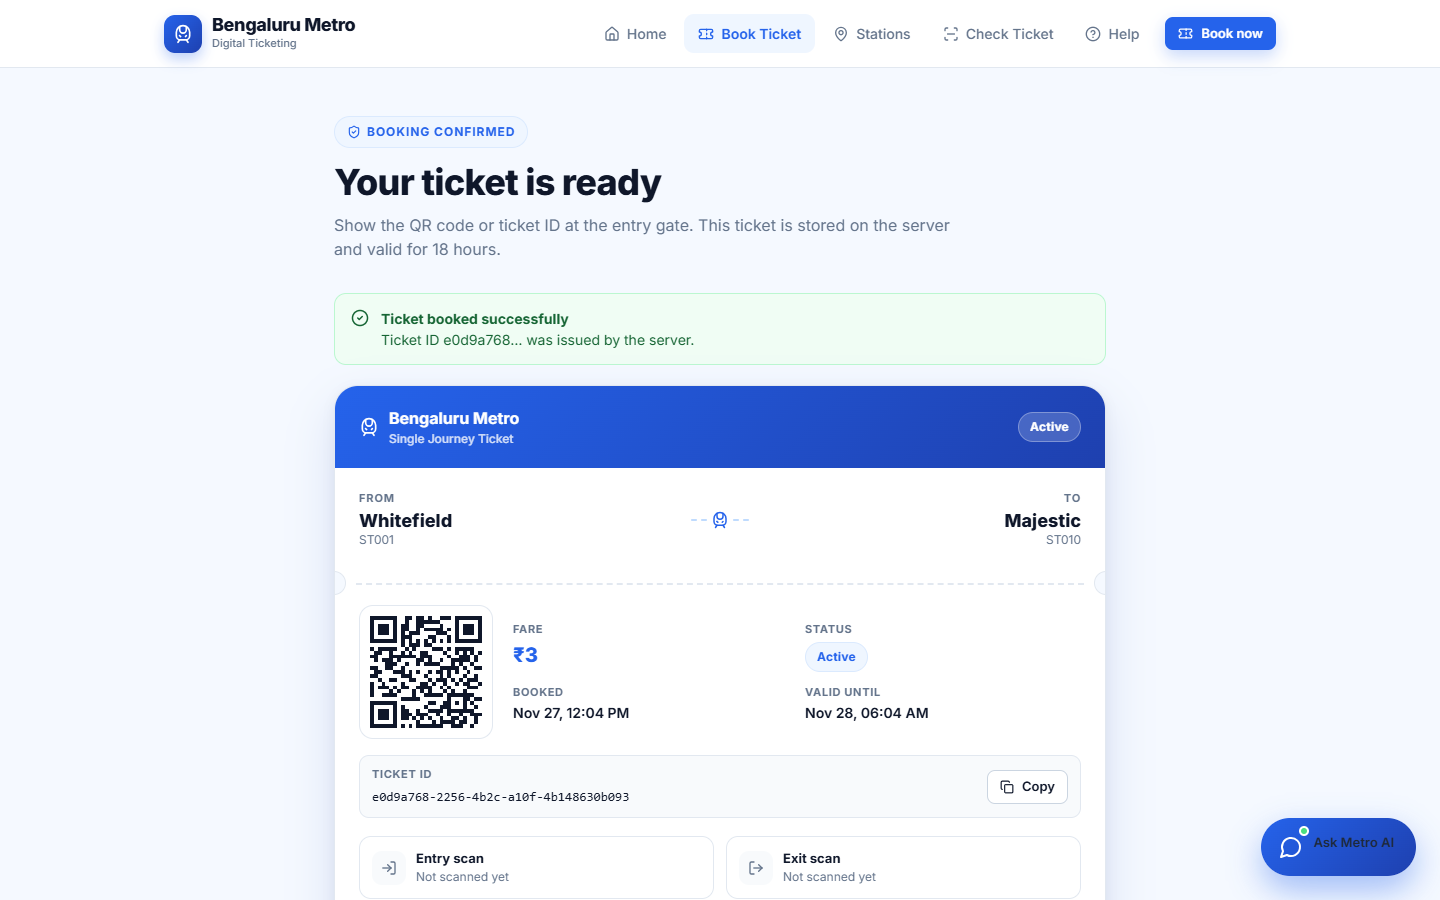 Bengaluru Metro
Digital Ticketing
Home
Book Ticket
Stations
Check Ticket
Help
Book now
BOOKING CONFIRMED
Your ticket is ready
Show the QR code or ticket ID at the entry gate. This ticket is stored on the server
and valid for 18 hours.
Ticket booked successfully
Ticket ID e0d9a768... was issued by the server.
Bengaluru Metro
Single Journey Ticket
Active
FROM
Whitefield
ST001
TO
Majestic
ST010
FARE
₹3
STATUS
Active
BOOKED
Nov 27, 12:04 PM
VALID UNTIL
Nov 28, 06:04 AM
TICKET ID
e0d9a768-2256-4b2c-a10f-4b148630b093
Copy
Entry scan
Not scanned yet
Exit scan
Not scanned yet
Ask Metro AI